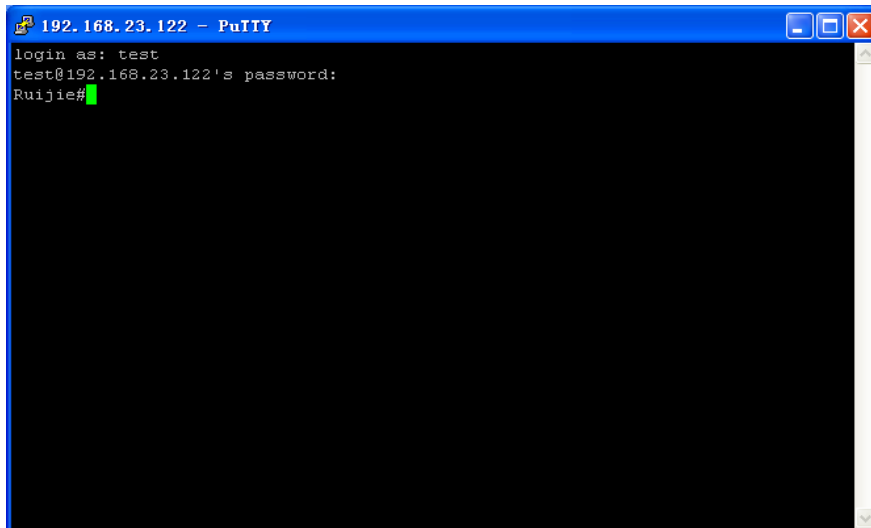 192.168.23.122 - PuTTY
login as: test
test@192.168.23.122's password:
Ruijie#